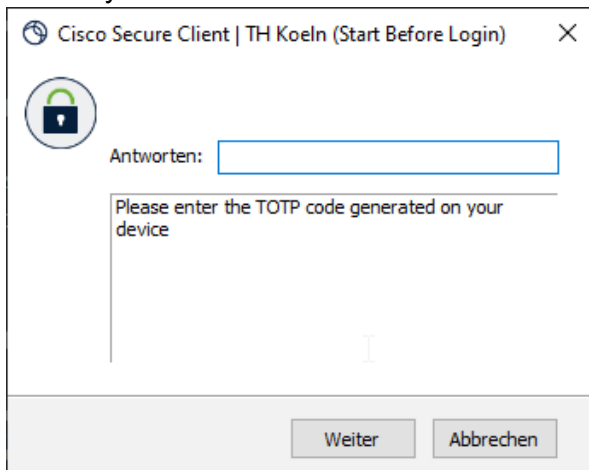 Cisco Secure Client | TH Koeln (Start Before Login)
Antworten:
Please enter the TOTP code generated on your
device
Weiter
Abbrechen